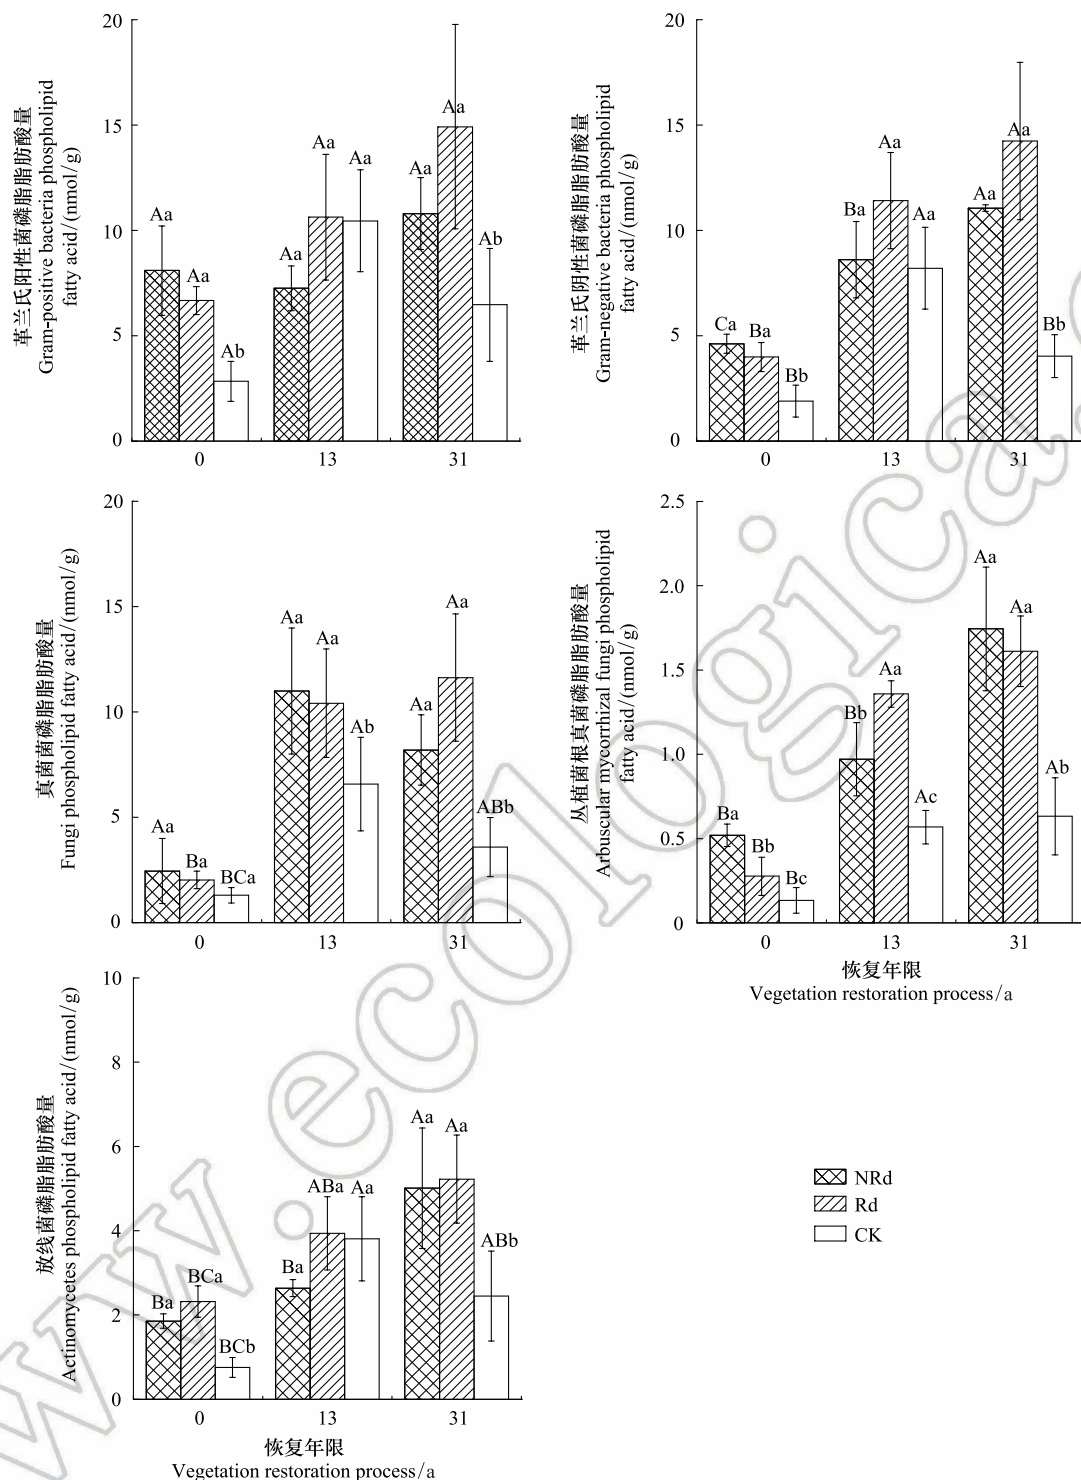 革兰氏阳性菌磷脂脂肪酸量
Gram-positive bacteria phospholipid
fatty acid/(nmol/g)
20
15
10
5
0
Aa
Aa
Ab
Aa
Aa
Aa
Aa
Aa
Ab
0
13
31
革兰氏阴性菌磷脂脂肪酸量
Gram-negative bacteria phospholipid
fatty acid/(nmol/g)
20
15
10
5
0
Ca
Ba
Bb
Ba
Aa
Aa
Aa
Aa
Bb
0
13
31
真菌菌磷脂脂肪酸量
Fungi phospholipid fatty acid/(nmol/g)
20
15
10
5
0
Aa
Ba
BCa
Aa
Aa
Ab
Aa
Aa
ABb
0
13
31
丛植菌根真菌磷脂脂肪酸量
Arbuscular mycorrhizal fungi phospholipid
fatty acid/(nmol/g)
2.5
2.0
1.5
1.0
0.5
0
Ba
Bb
Bc
Bb
Aa
Ac
Aa
Aa
Ab
0
13
31
恢复年限
Vegetation restoration process/a
放线菌磷脂脂肪酸量
Actinomycetes phospholipid fatty acid/(nmol/g)
10
8
6
4
2
0
Ba
BCa
BCb
Ba
ABa
Aa
Aa
Aa
ABb
0
13
31
恢复年限
Vegetation restoration process/a
NRd
Rd
CK
ww.ecologica.